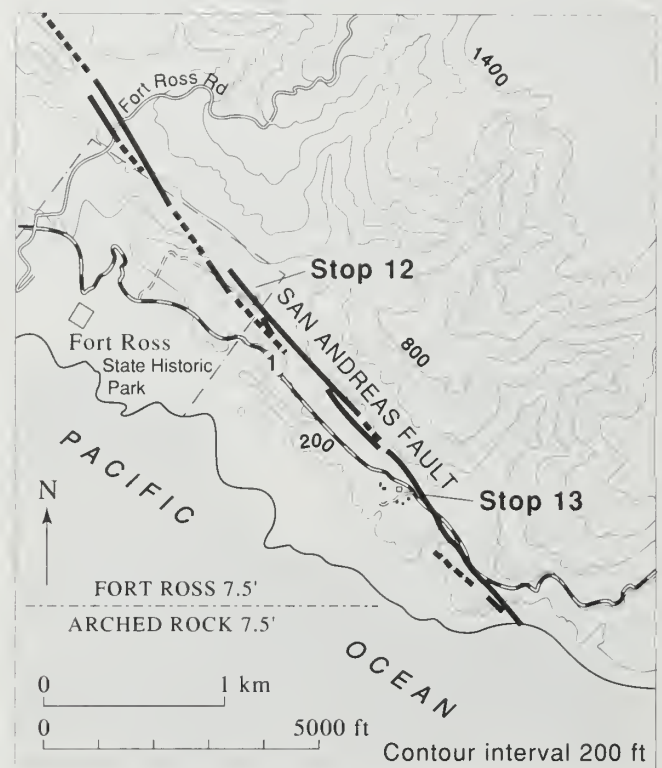 1400
Fort Ross Rd
Stop 12
SAN ANDREAS FAULT
Fort Ross
State Historic
Park
1
800
200
PACIFIC
Stop 13
N
FORT ROSS 7.5'
ARCHED ROCK 7.5'
OCEAN
0 1 km
0 5000 ft
Contour interval 200 ft